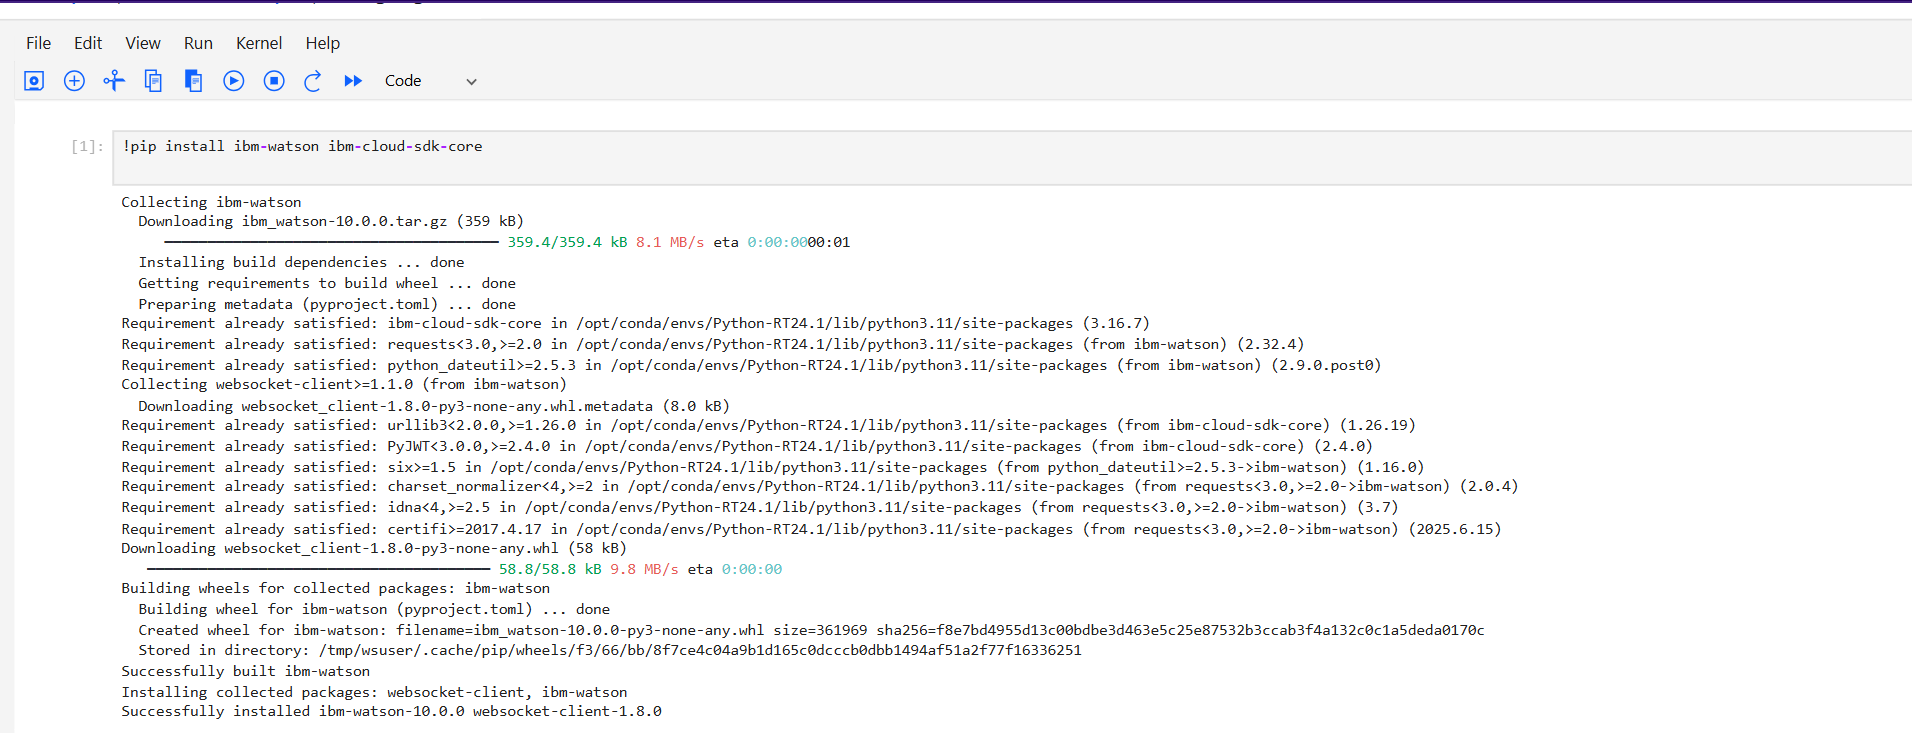 File Edit View Run Kernel Help
Code
[1]: !pip install ibm-watson ibm-cloud-sdk-core
Collecting ibm-watson
Downloading ibm_watson-10.0.0.tar.gz (359 kB)
359.4/359.4 kB 8.1 MB/s eta 0:00:0000:01
Installing build dependencies ... done
Getting requirements to build wheel ... done
Preparing metadata (pyproject.toml) ... done
Requirement already satisfied: ibm-cloud-sdk-core in /opt/conda/envs/Python-RT24.1/lib/python3.11/site-packages (3.16.7)
Requirement already satisfied: requests<3.0,>=2.0 in /opt/conda/envs/Python-RT24.1/lib/python3.11/site-packages (from ibm-watson) (2.32.4)
Requirement already satisfied: python_dateutil>=2.5.3 in /opt/conda/envs/Python-RT24.1/lib/python3.11/site-packages (from ibm-watson) (2.9.0.post0)
Collecting websocket-client>=1.1.0 (from ibm-watson)
Downloading websocket_client-1.8.0-py3-none-any.whl.metadata (8.0 kB)
Requirement already satisfied: urllib3<2.0.0,>=1.26.0 in /opt/conda/envs/Python-RT24.1/lib/python3.11/site-packages (from ibm-cloud-sdk-core) (1.26.19)
Requirement already satisfied: PyJWT<3.0.0,>=2.4.0 in /opt/conda/envs/Python-RT24.1/lib/python3.11/site-packages (from ibm-cloud-sdk-core) (2.4.0)
Requirement already satisfied: six>=1.5 in /opt/conda/envs/Python-RT24.1/lib/python3.11/site-packages (from python_dateutil>=2.5.3->ibm-watson) (1.16.0)
Requirement already satisfied: charset_normalizer<4,>=2 in /opt/conda/envs/Python-RT24.1/lib/python3.11/site-packages (from requests<3.0,>=2.0->ibm-watson) (2.0.4)
Requirement already satisfied: idna<4,>=2.5 in /opt/conda/envs/Python-RT24.1/lib/python3.11/site-packages (from requests<3.0,>=2.0->ibm-watson) (3.7)
Requirement already satisfied: certifi>=2017.4.17 in /opt/conda/envs/Python-RT24.1/lib/python3.11/site-packages (from requests<3.0,>=2.0->ibm-watson) (2025.6.15)
Downloading websocket_client-1.8.0-py3-none-any.whl (58 kB)
58.8/58.8 kB 9.8 MB/s eta 0:00:00
Building wheels for collected packages: ibm-watson
Building wheel for ibm-watson (pyproject.toml) ... done
Created wheel for ibm-watson: filename=ibm_watson-10.0.0-py3-none-any.whl size=361969 sha256=f8e7bd4955d13c00bdbe3d463e5c25e87532b3ccab3f4a132c0c1a5deda0170c
Stored in directory: /tmp/wsuser/.cache/pip/wheels/f3/66/bb/8f7ce4c04a9b1d165c0dcccb0dbb1494af51a2f77f16336251
Successfully built ibm-watson
Installing collected packages: websocket-client, ibm-watson
Successfully installed ibm-watson-10.0.0 websocket-client-1.8.0